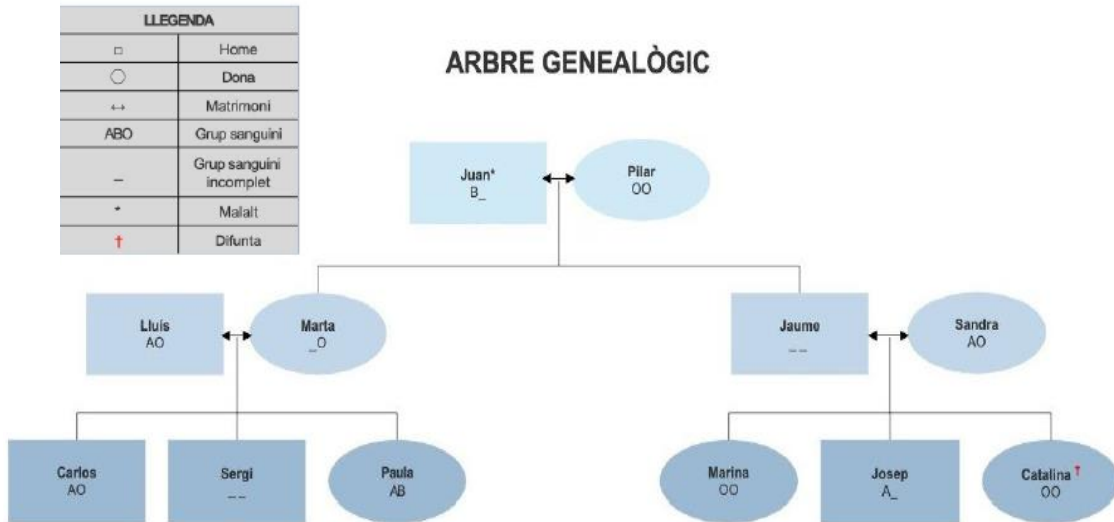 LLEGENDA
□ Home
○ Dona
↔ Matrimoni
ABO Grup sanguini
_ Grup sanguini
incomplet
* Malalt
† Difunta
ARBRE GENEALÒGIC
Juan*
B_
Pilar
OO
Lluís
AO
Marta
_O
Jaume
_ _
Sandra
AO
Carlos
AO
Sergi
_ _
Paula
AB
Marina
OO
Josep
A_
Catalina †
OO